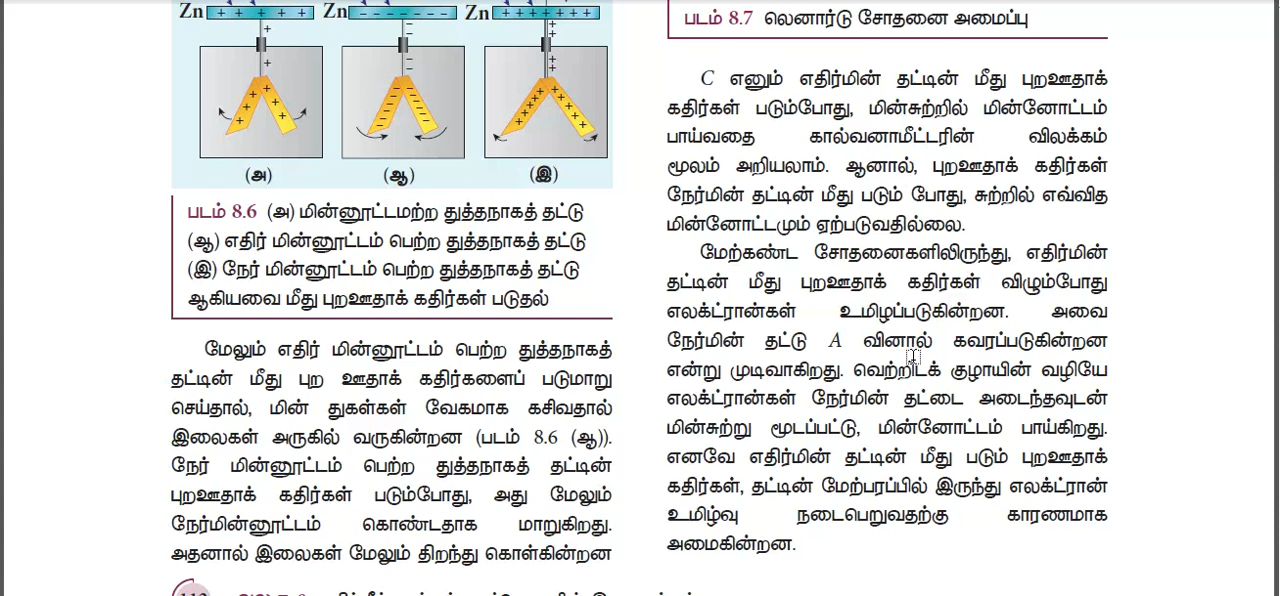 Zn + + + + Zn − − − − − − − Zn + + + + + + +
(அ) (ஆ) (இ)
படம் 8.6 (அ) மின்னூட்டமற்ற துத்தநாகத் தட்டு
(ஆ) எதிர் மின்னூட்டம் பெற்ற துத்தநாகத் தட்டு
(இ) நேர் மின்னூட்டம் பெற்ற துத்தநாகத் தட்டு
ஆகியவை மீது புறஊதாக் கதிர்கள் படுதல்
மேலும் எதிர் மின்னூட்டம் பெற்ற துத்தநாகத்
தட்டின் மீது புற ஊதாக் கதிர்களைப் படுமாறு
செய்தால், மின் துகள்கள் வேகமாக கசிவதால்
இலைகள் அருகில் வருகின்றன (படம் 8.6 (ஆ)).
நேர் மின்னூட்டம் பெற்ற துத்தநாகத் தட்டின்
புறஊதாக் கதிர்கள் படும்போது, அது மேலும்
நேர்மின்னூட்டம் கொண்டதாக மாறுகிறது.
அதனால் இலைகள் மேலும் திறந்து கொள்கின்றன
படம் 8.7 லெனார்டு சோதனை அமைப்பு
C எனும் எதிர்மின் தட்டின் மீது புறஊதாக்
கதிர்கள் படும்போது, மின்சுற்றில் மின்னோட்டம்
பாய்வதை கால்வனாமீட்டரின் விலக்கம்
மூலம் அறியலாம். ஆனால், புறஊதாக் கதிர்கள்
நேர்மின் தட்டின் மீது படும் போது, சுற்றில் எவ்வித
மின்னோட்டமும் ஏற்படுவதில்லை.
மேற்கண்ட சோதனைகளிலிருந்து, எதிர்மின்
தட்டின் மீது புறஊதாக் கதிர்கள் விழும்போது
எலக்ட்ரான்கள் உமிழப்படுகின்றன. அவை
நேர்மின் தட்டு A வினால் கவரப்படுகின்றன
என்று முடிவாகிறது. வெற்றிடக் குழாயின் வழியே
எலக்ட்ரான்கள் நேர்மின் தட்டை அடைந்தவுடன்
மின்சுற்று மூடப்பட்டு, மின்னோட்டம் பாய்கிறது.
எனவே எதிர்மின் தட்டின் மீது படும் புறஊதாக்
கதிர்கள், தட்டின் மேற்பரப்பில் இருந்து எலக்ட்ரான்
உமிழ்வு நடைபெறுவதற்கு காரணமாக
அமைகின்றன.